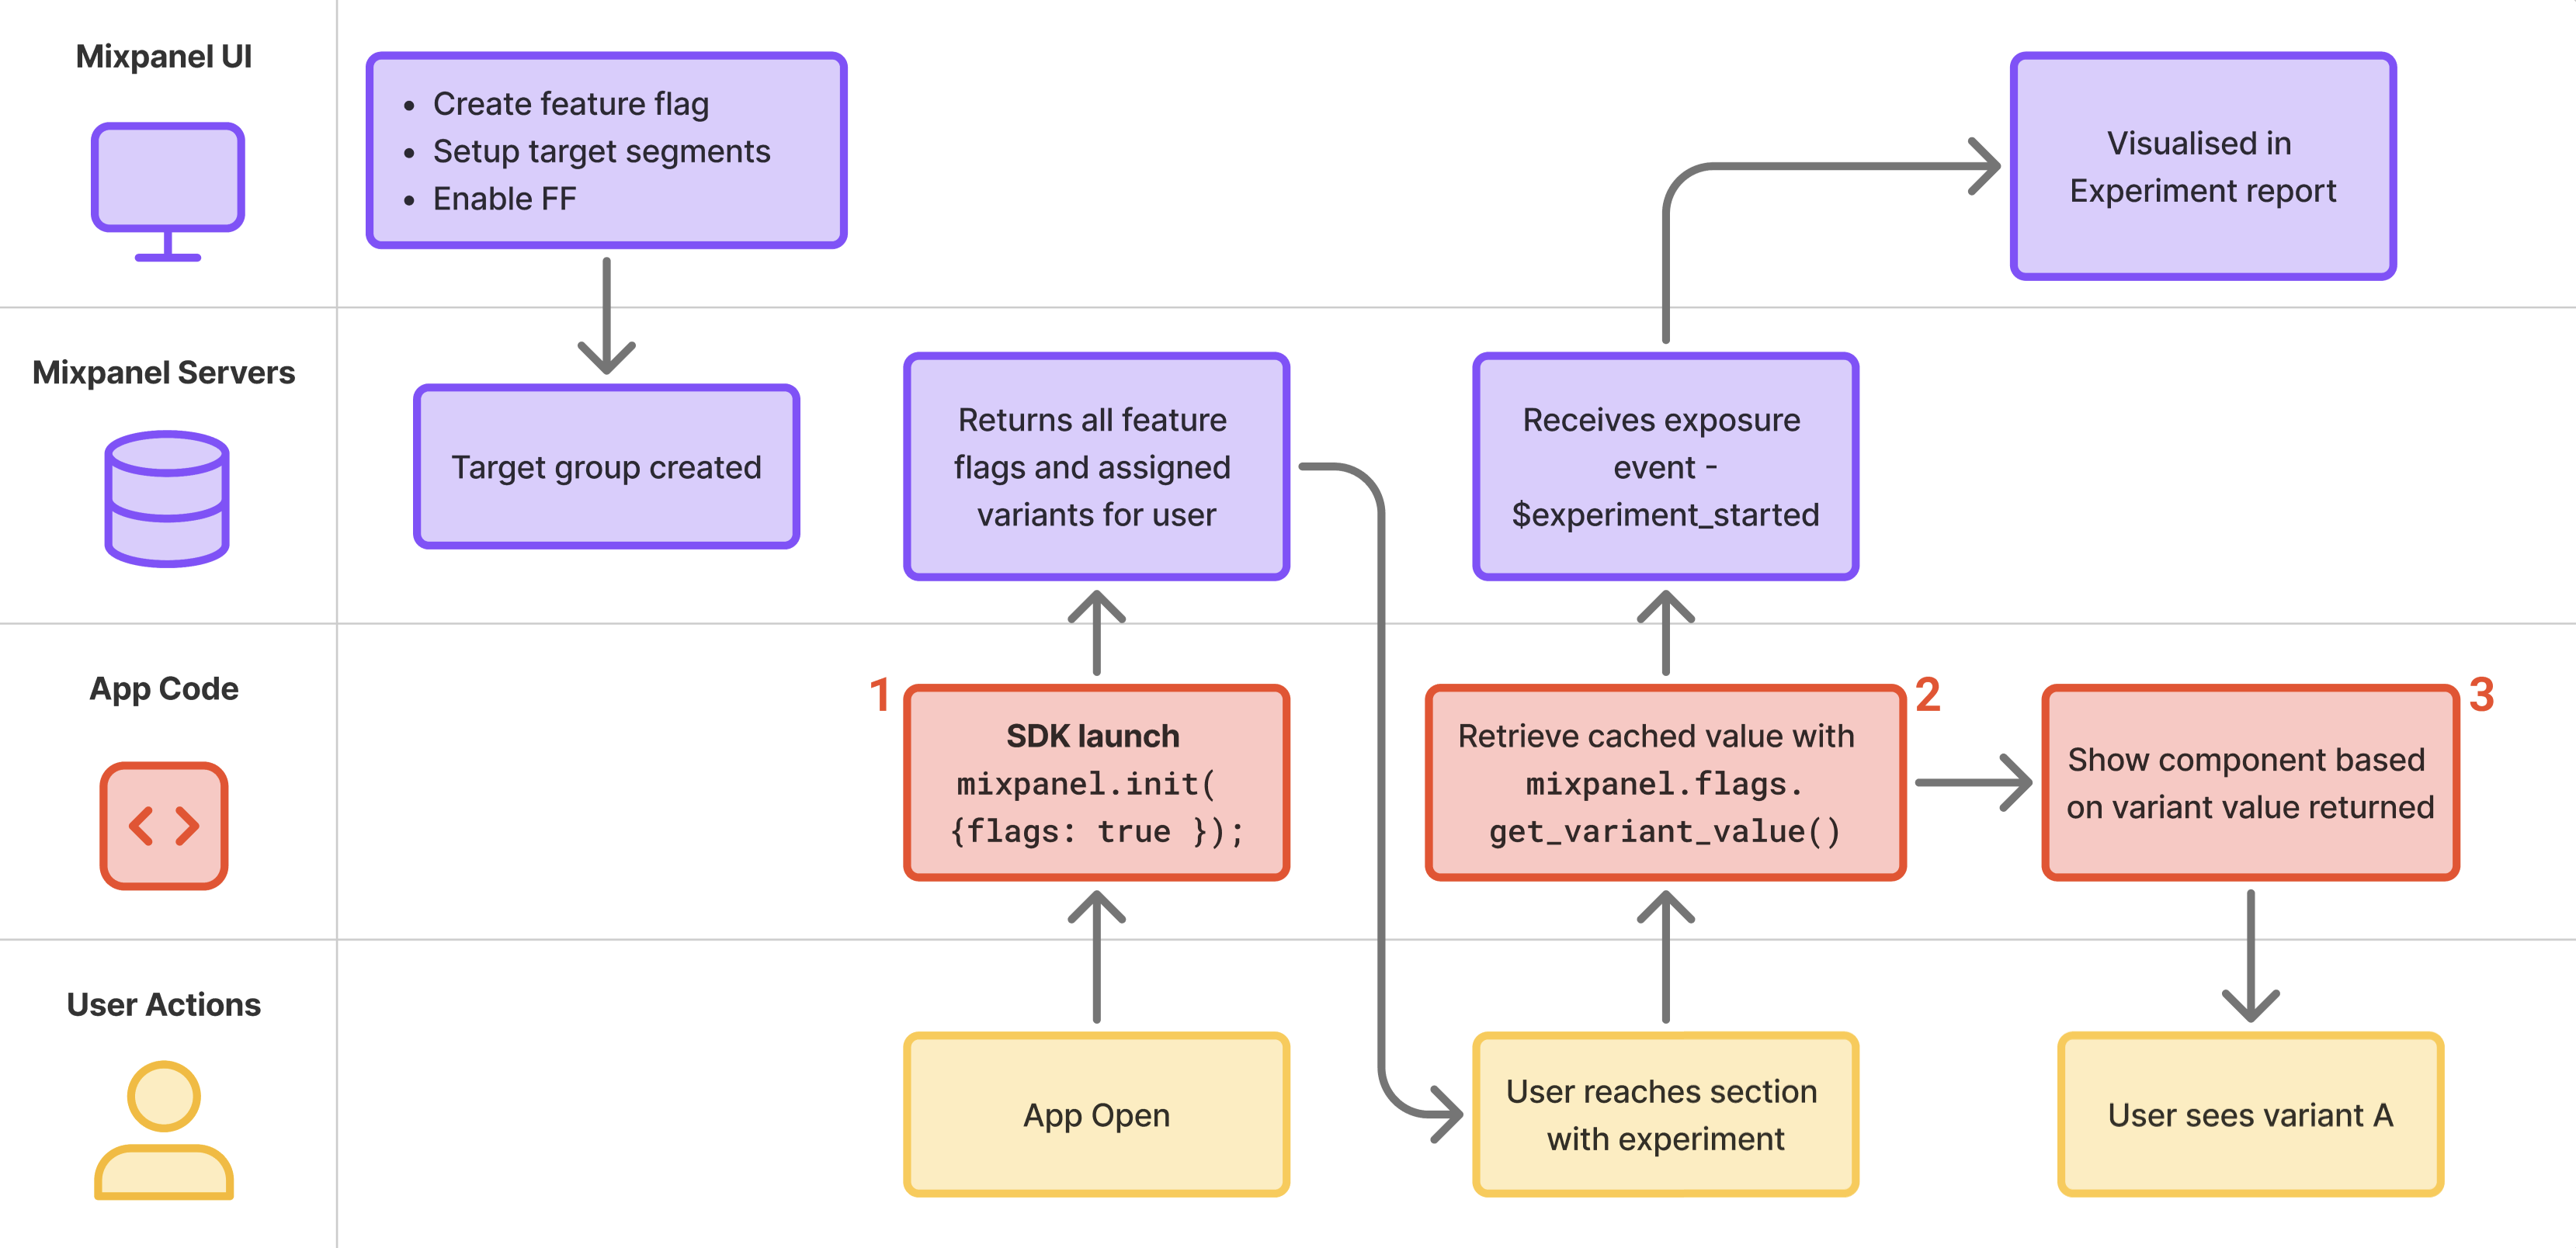 Mixpanel UI
• Create feature flag
• Setup target segments
• Enable FF
Visualised in
Experiment report
Mixpanel Servers
Target group created
Returns all feature
flags and assigned
variants for user
Receives exposure
event -
$experiment_started
App Code
1
SDK launch
mixpanel.init(
{flags: true });
Retrieve cached value with
mixpanel.flags.
get_variant_value()
2
Show component based
on variant value returned
3
User Actions
App Open
User reaches section
with experiment
User sees variant A